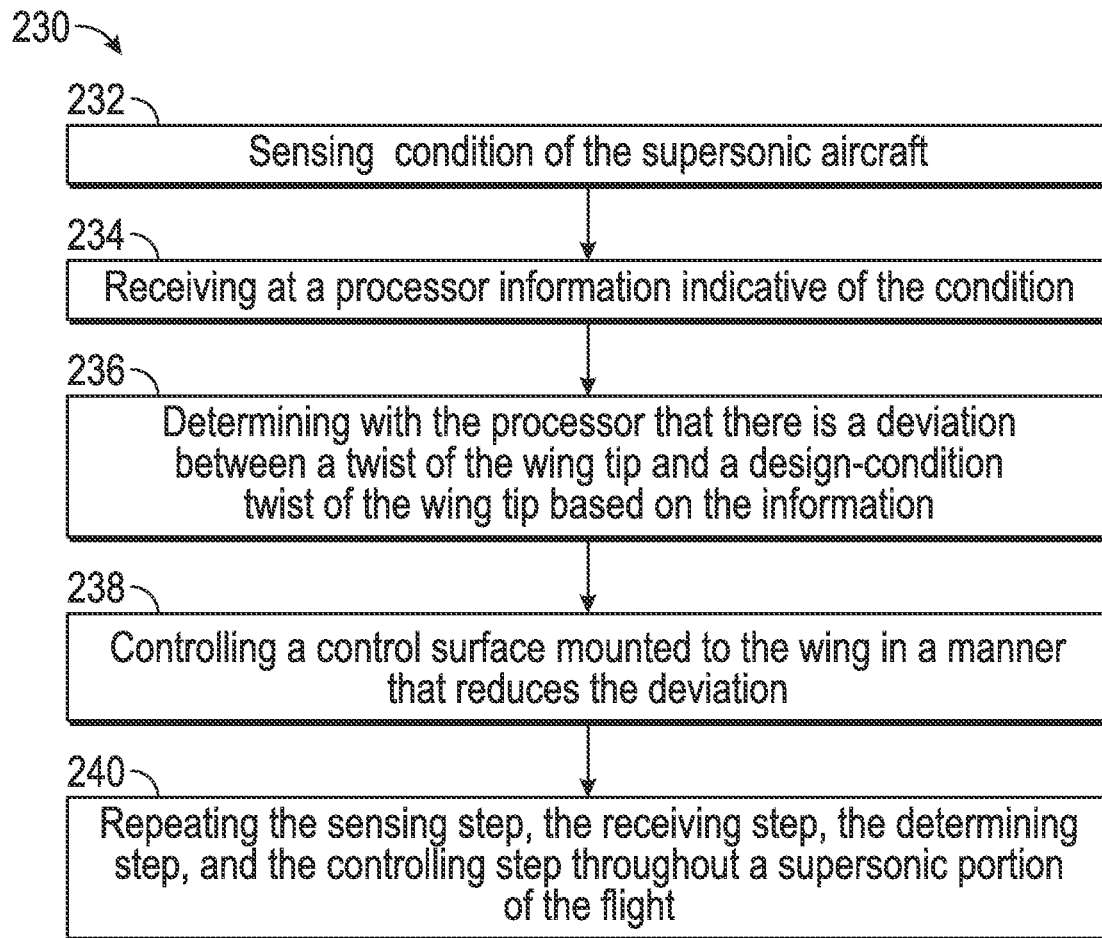 230
232
Sensing condition of the supersonic aircraft
234
Receiving at a processor information indicative of the condition
236
Determining with the processor that there is a deviation
between a twist of the wing tip and a design-condition
twist of the wing tip based on the information
238
Controlling a control surface mounted to the wing in a manner
that reduces the deviation
240
Repeating the sensing step, the receiving step, the determining
step, and the controlling step throughout a supersonic portion
of the flight